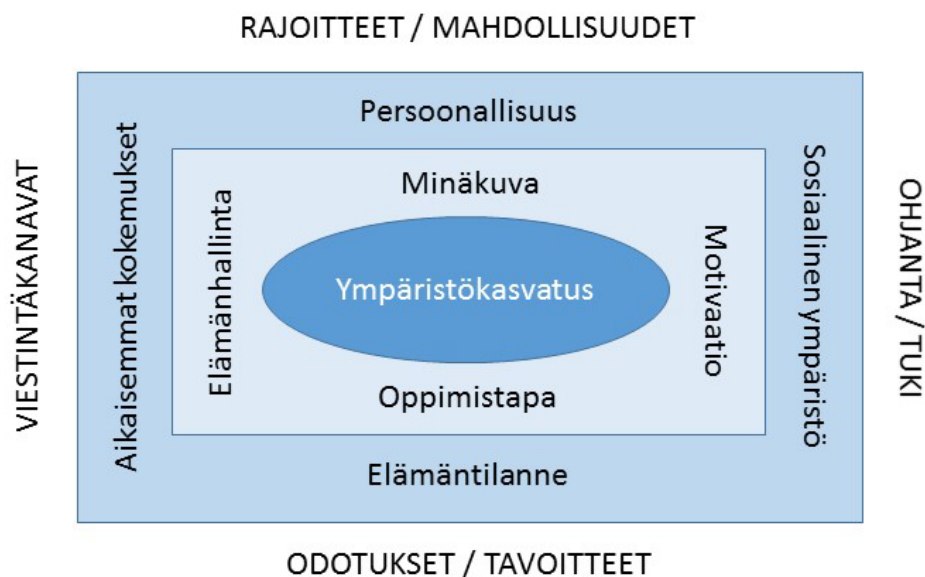 RAJOITTEET / MAHDOLLISUUDET
VIESTINTÄKANAVAT
Aikaisemmat kokemukset
Persoonallisuus
Elämänhallinta
Minäkuva
Ympäristökasvatus
Oppimistapa
Motivaatio
Elämäntilanne
Sosiaalinen ympäristö
OHJANTA / TUKI
ODOTUKSET / TAVOITTEET